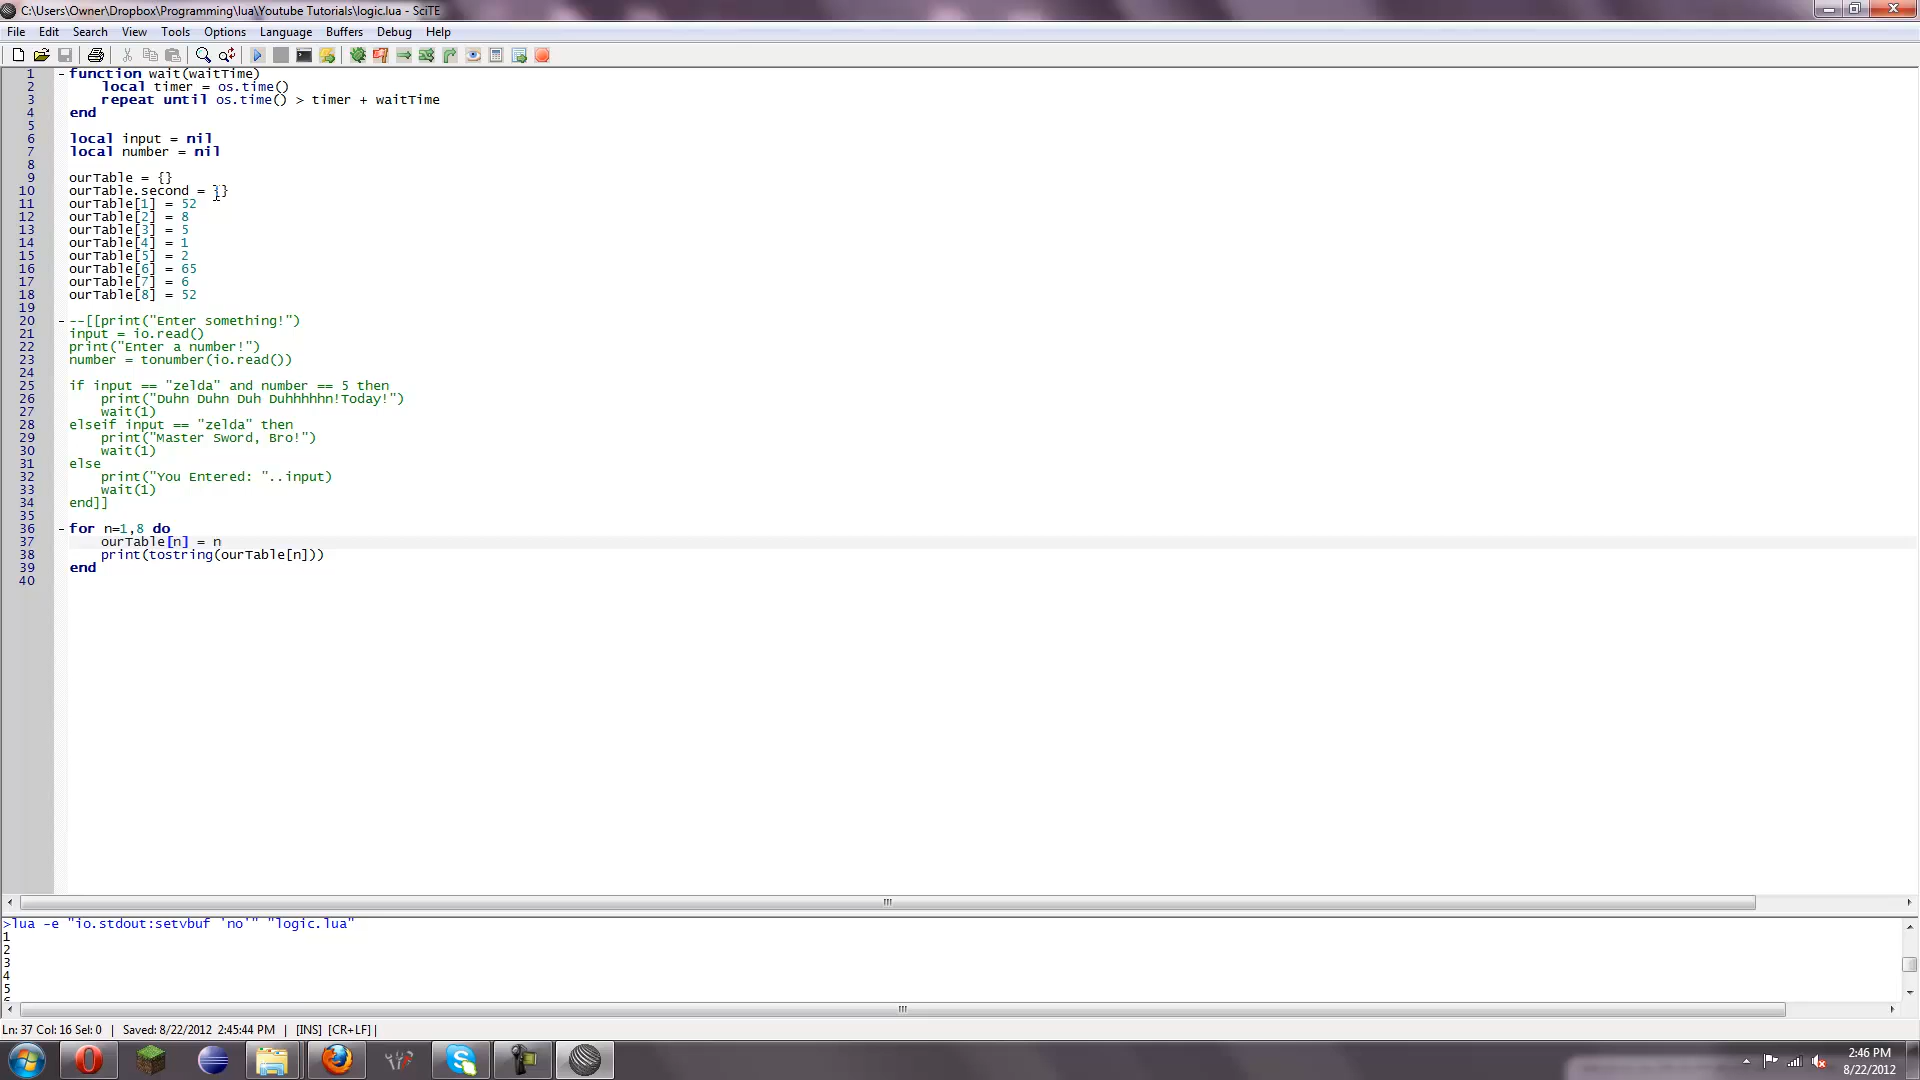 C:\Users\Owner\Dropbox\Programming\lua\Youtube Tutorials\logic.lua - SciTE
File Edit Search View Tools Options Language Buffers Debug Help
1 function wait(waitTime)
2 local timer = os.time()
3 repeat until os.time() > timer + waitTime
4 end
5
6 local input = nil
7 local number = nil
8
9 ourTable = {}
10 ourTable.second = {}
11 ourTable[1] = 52
12 ourTable[2] = 8
13 ourTable[3] = 5
14 ourTable[4] = 1
15 ourTable[5] = 2
16 ourTable[6] = 65
17 ourTable[7] = 6
18 ourTable[8] = 52
19
20 --[[print("Enter something!")
21 input = io.read()
22 print("Enter a number!")
23 number = tonumber(io.read())
24
25 if input == "zelda" and number == 5 then
26 print("Duhn Duhn Duh Duhhhhhn!Today!")
27 wait(1)
28 elseif input == "zelda" then
29 print("Master Sword, Bro!")
30 wait(1)
31 else
32 print("You Entered: "..input)
33 wait(1)
34 end]]
35
36 for n=1,8 do
37 ourTable[n] = n
38 print(tostring(ourTable[n]))
39 end
40
>lua -e "io.stdout:setvbuf 'no'" "logic.lua"
1
2
3
4
5
Ln: 37 Col: 16 Sel: 0 | Saved: 8/22/2012 2:45:44 PM | [INS] [CR+LF] |
2:46 PM
8/22/2012